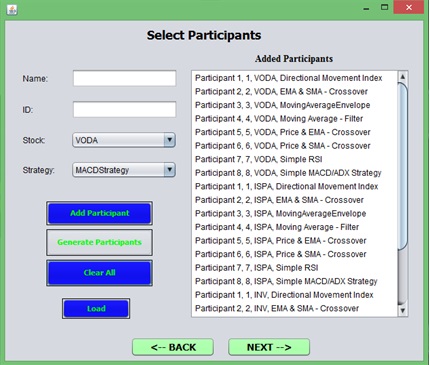 Select Participants
Added Participants
Name:
ID:
Stock:
VODA
Strategy:
MACDStrategy
Add Participant
Generate Participants
Clear All
Load
Participant 1, 1, VODA, Directional Movement Index
Participant 2, 2, VODA, EMA & SMA - Crossover
Participant 3, 3, VODA, MovingAverageEnvelope
Participant 4, 4, VODA, Moving Average - Filter
Participant 5, 5, VODA, Price & EMA - Crossover
Participant 6, 6, VODA, Price & SMA - Crossover
Participant 7, 7, VODA, Simple RSI
Participant 8, 8, VODA, Simple MACD/ADX Strategy
Participant 1, 1, ISPA, Directional Movement Index
Participant 2, 2, ISPA, EMA & SMA - Crossover
Participant 3, 3, ISPA, MovingAverageEnvelope
Participant 4, 4, ISPA, Moving Average - Filter
Participant 5, 5, ISPA, Price & EMA - Crossover
Participant 6, 6, ISPA, Price & SMA - Crossover
Participant 7, 7, ISPA, Simple RSI
Participant 8, 8, ISPA, Simple MACD/ADX Strategy
Participant 1, 1, INV, Directional Movement Index
Participant 2, 2, INV, EMA & SMA - Crossover
<-- BACK
NEXT -->